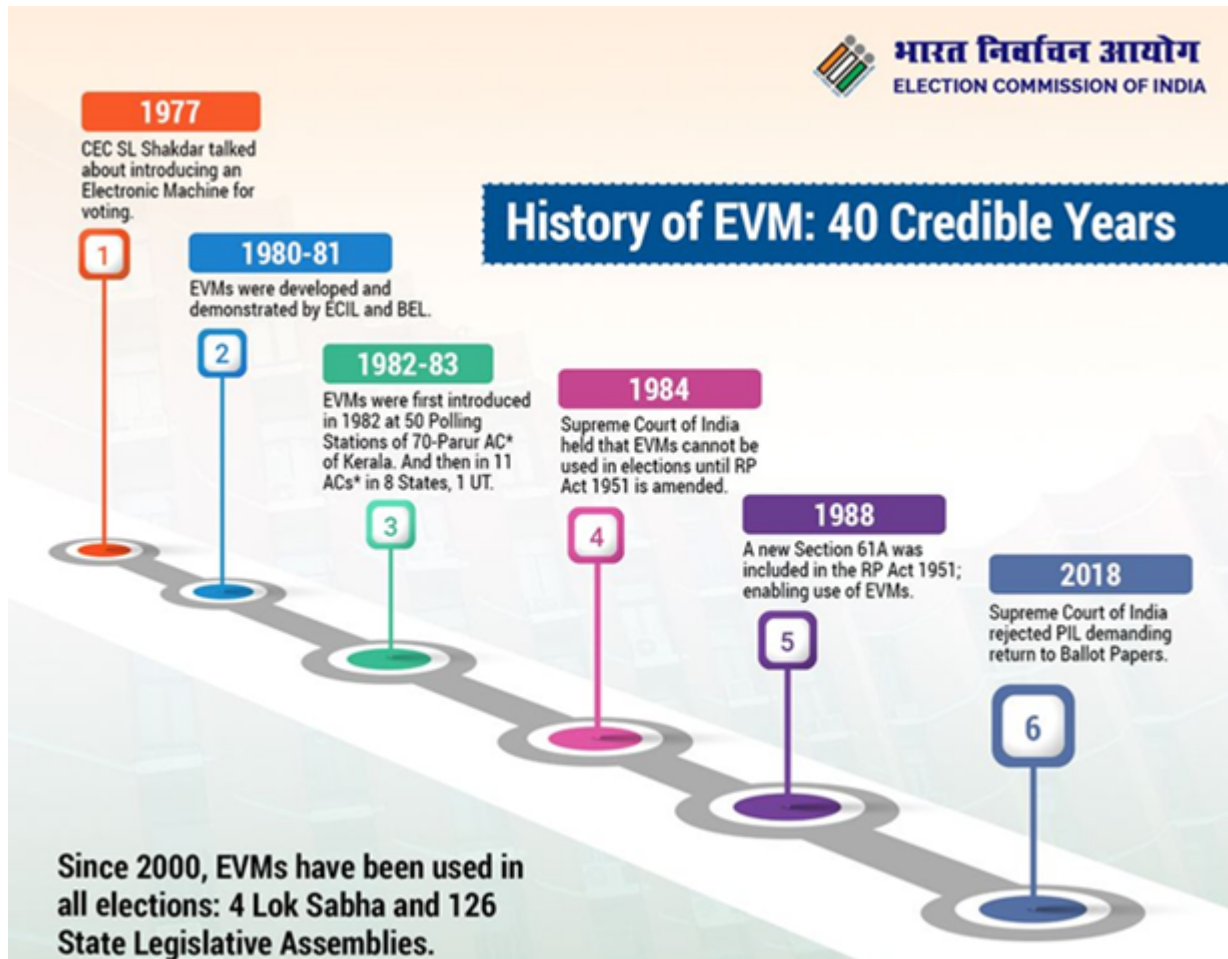 भारत निर्वाचन आयोग
ELECTION COMMISSION OF INDIA
History of EVM: 40 Credible Years
1977
CEC SL Shakdar talked
about introducing an
Electronic Machine for
voting.
1
1980-81
EVMs were developed and
demonstrated by ECIL and BEL.
2
1982-83
EVMs were first introduced
in 1982 at 50 Polling
Stations of 70-Parur AC*
of Kerala. And then in 11
ACs* in 8 States, 1 UT.
3
1984
Supreme Court of India
held that EVMs cannot be
used in elections until RP
Act 1951 is amended.
4
1988
A new Section 61A was
included in the RP Act 1951;
enabling use of EVMs.
5
2018
Supreme Court of India
rejected PIL demanding
return to Ballot Papers.
6
Since 2000, EVMs have been used in
all elections: 4 Lok Sabha and 126
State Legislative Assemblies.